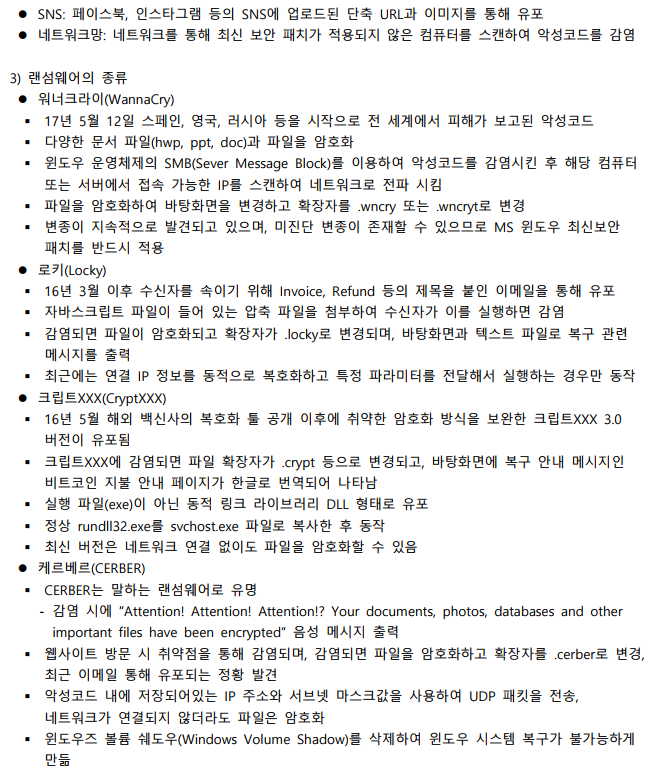 ● SNS: 페이스북, 인스타그램 등의 SNS에 업로드된 단축 URL과 이미지를 통해 유포
● 네트워크망: 네트워크를 통해 최신 보안 패치가 적용되지 않은 컴퓨터를 스캔하여 악성코드를 감염
3) 랜섬웨어의 종류
● 워너크라이(WannaCry)
▪ 17년 5월 12일 스페인, 영국, 러시아 등을 시작으로 전 세계에서 피해가 보고된 악성코드
▪ 다양한 문서 파일(hwp, ppt, doc)과 파일을 암호화
▪ 윈도우 운영체제의 SMB(Sever Message Block)를 이용하여 악성코드를 감염시킨 후 해당 컴퓨터
또는 서버에서 접속 가능한 IP를 스캔하여 네트워크로 전파 시킴
▪ 파일을 암호화하여 바탕화면을 변경하고 확장자를 .wncry 또는 .wncryt로 변경
▪ 변종이 지속적으로 발견되고 있으며, 미진단 변종이 존재할 수 있으므로 MS 윈도우 최신보안
패치를 반드시 적용
● 로키(Locky)
▪ 16년 3월 이후 수신자를 속이기 위해 Invoice, Refund 등의 제목을 붙인 이메일을 통해 유포
▪ 자바스크립트 파일이 들어 있는 압축 파일을 첨부하여 수신자가 이를 실행하면 감염
▪ 감염되면 파일이 암호화되고 확장자가 .locky로 변경되며, 바탕화면과 텍스트 파일로 복구 관련
메시지를 출력
▪ 최근에는 연결 IP 정보를 동적으로 복호화하고 특정 파라미터를 전달해서 실행하는 경우만 동작
● 크립트XXX(CryptXXX)
▪ 16년 5월 해외 백신사의 복호화 툴 공개 이후에 취약한 암호화 방식을 보완한 크립트XXX 3.0
버전이 유포됨
▪ 크립트XXX에 감염되면 파일 확장자가 .crypt 등으로 변경되고, 바탕화면에 복구 안내 메시지인
비트코인 지불 안내 페이지가 한글로 번역되어 나타남
▪ 실행 파일(exe)이 아닌 동적 링크 라이브러리 DLL 형태로 유포
▪ 정상 rundll32.exe를 svchost.exe 파일로 복사한 후 동작
▪ 최신 버전은 네트워크 연결 없이도 파일을 암호화할 수 있음
● 케르베르(CERBER)
▪ CERBER는 말하는 랜섬웨어로 유명
- 감염 시에 “Attention! Attention! Attention!? Your documents, photos, databases and other
important files have been encrypted” 음성 메시지 출력
▪ 웹사이트 방문 시 취약점을 통해 감염되며, 감염되면 파일을 암호화하고 확장자를 .cerber로 변경,
최근 이메일 통해 유포되는 정황 발견
▪ 악성코드 내에 저장되어있는 IP 주소와 서브넷 마스크값을 사용하여 UDP 패킷을 전송,
네트워크가 연결되지 않더라도 파일은 암호화
▪ 윈도우즈 볼륨 쉐도우(Windows Volume Shadow)를 삭제하여 윈도우 시스템 복구가 불가능하게
만듦